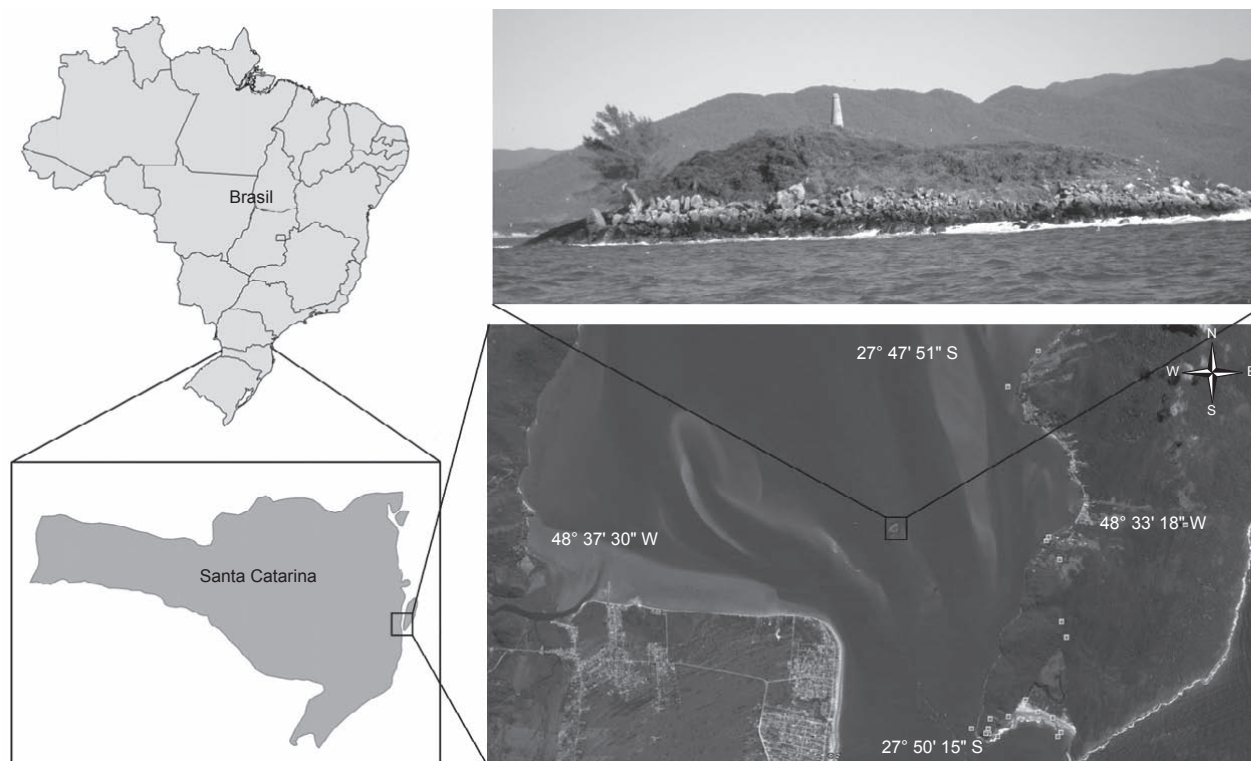 Brasil
27° 47' 51" S
N
W
E
S
48° 37' 30" W
48° 33' 18" W
Santa Catarina
27° 50' 15" S